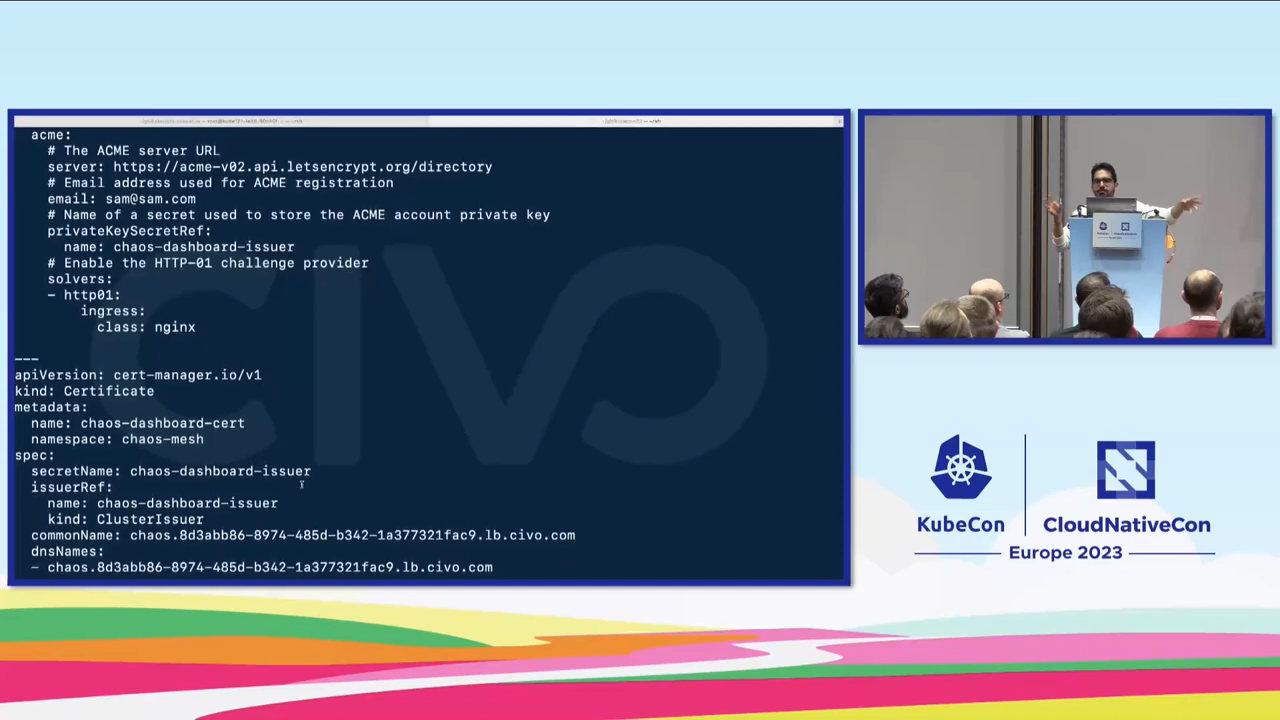 acme:
# The ACME server URL
server: https://acme-v02.api.letsencrypt.org/directory
# Email address used for ACME registration
email: sam@sam.com
# Name of a secret used to store the ACME account private key
privateKeySecretRef:
name: chaos-dashboard-issuer
# Enable the HTTP-01 challenge provider
solvers:
- http01:
ingress:
class: nginx
---
apiVersion: cert-manager.io/v1
kind: Certificate
metadata:
name: chaos-dashboard-cert
namespace: chaos-mesh
spec:
secretName: chaos-dashboard-issuer
issuerRef:
name: chaos-dashboard-issuer
kind: ClusterIssuer
commonName: chaos.8d3abb86-8974-485d-b342-1a377321fac9.lb.civo.com
dnsNames:
- chaos.8d3abb86-8974-485d-b342-1a377321fac9.lb.civo.com
CIVO
KubeCon
CloudNativeCon
Europe 2023